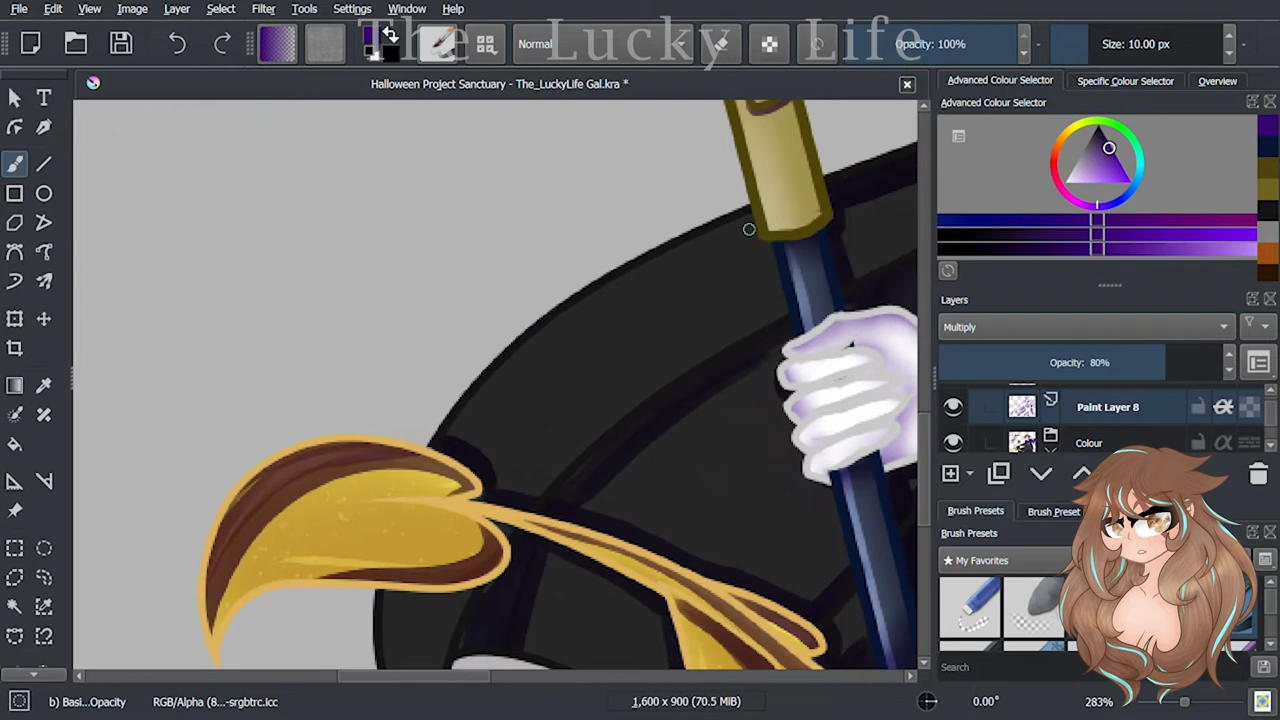 File Edit View Image Layer Select Filter Tools Settings Window Help
The Lucky Life
Normal
Opacity: 100%
Size: 10.00 px
Halloween Project Sanctuary - The_LuckyLife Gal.kra *
Advanced Colour Selector Specific Colour Selector Overview
Advanced Colour Selector
Layers
Multiply
Opacity: 80%
Paint Layer 8
Colour
Brush Presets Brush Preset
Brush Presets
★ My Favorites
Search
b) Basi...Opacity
RGB/Alpha (8...-srgbtrc.icc
1,600 x 900 (70.5 MiB)
0.00°
283%